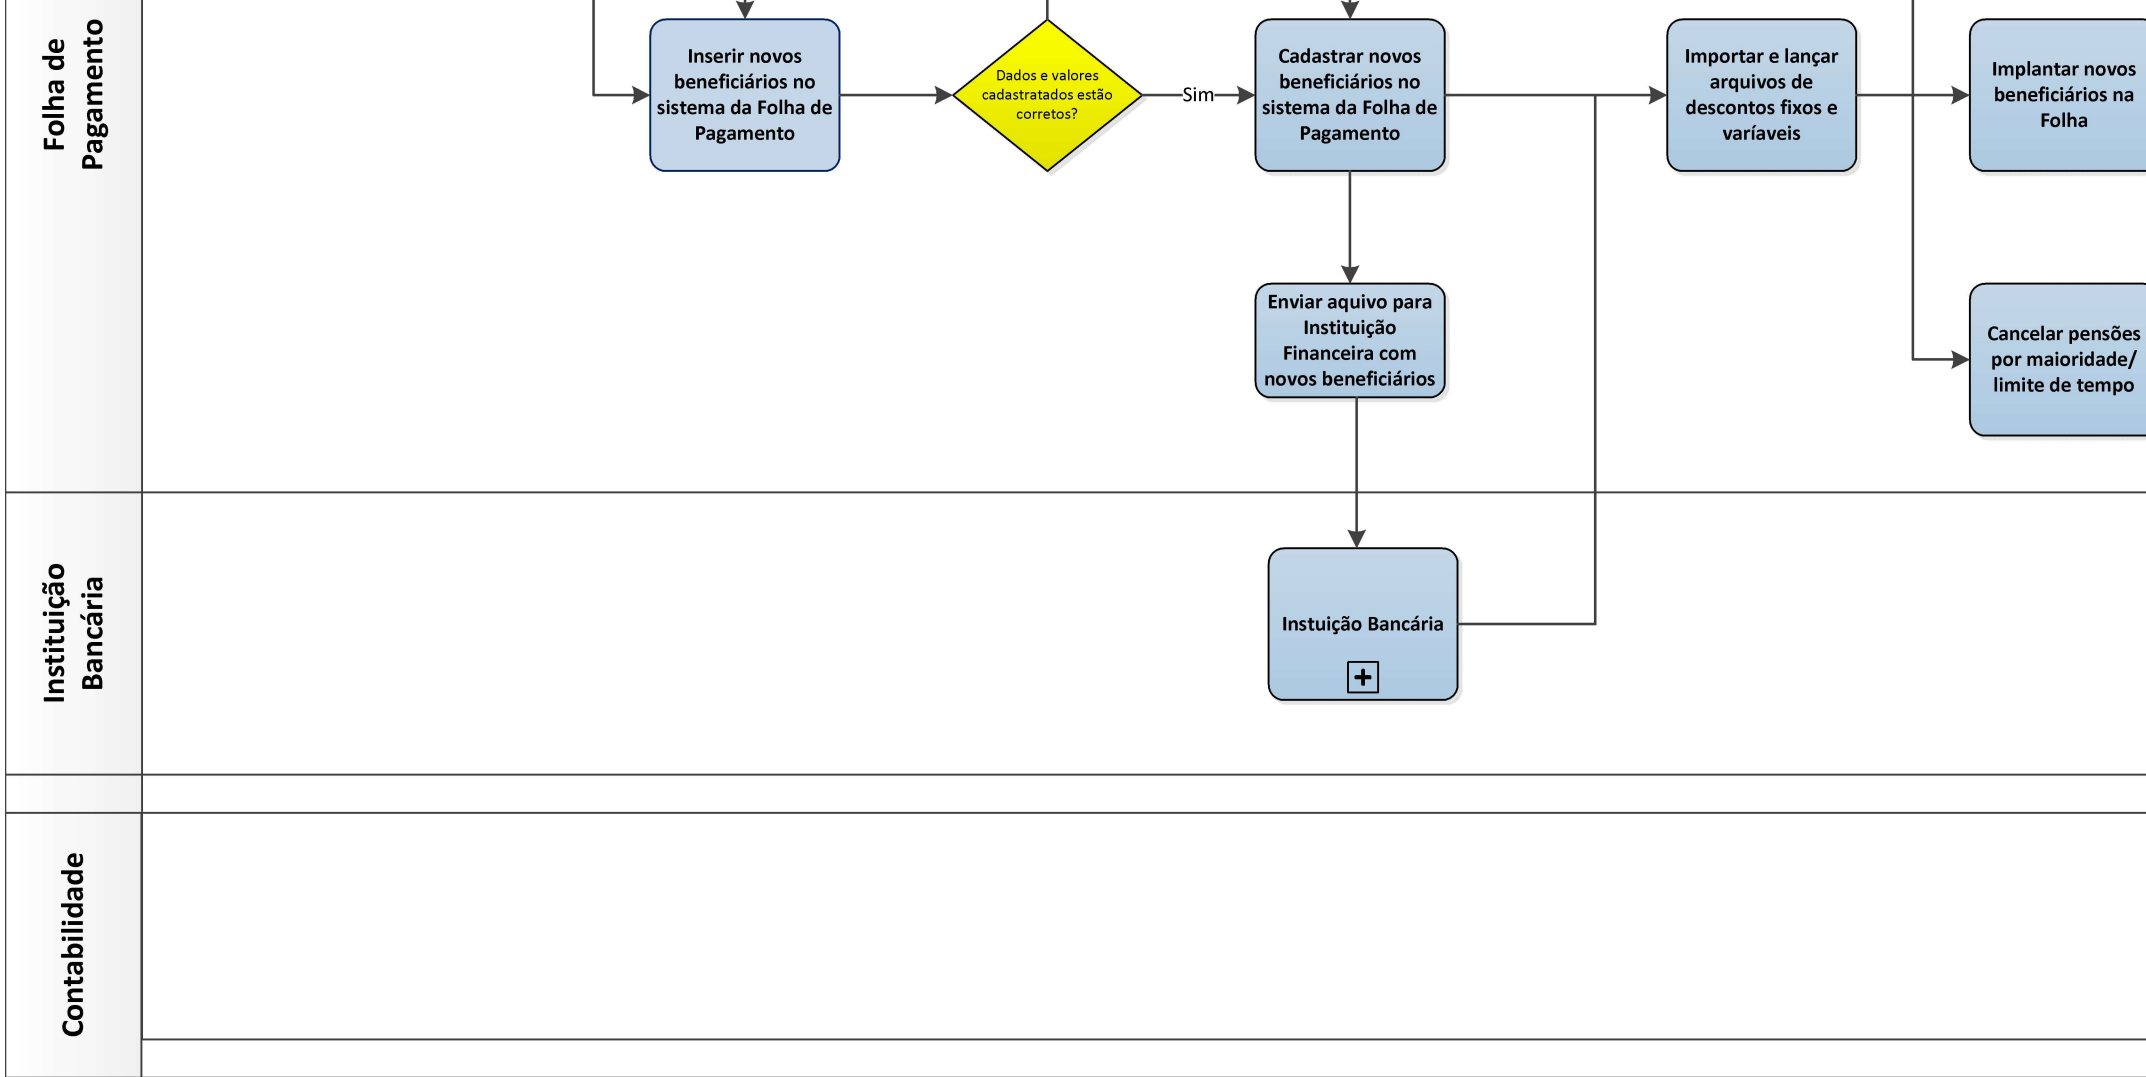 Folha de
Pagamento
Inserir novos
beneficiários no
sistema da Folha de
Pagamento
Dados e valores
cadastratados estão
corretos?
Sim
Cadastrar novos
beneficiários no
sistema da Folha de
Pagamento
Importar e lançar
arquivos de
descontos fixos e
varíaveis
Implantar novos
beneficiários na
Folha
Enviar aquivo para
Instituição
Financeira com
novos beneficiários
Cancelar pensões
por maioridade/
limite de tempo
Instituição
Bancária
Instuição Bancária
Contabilidade